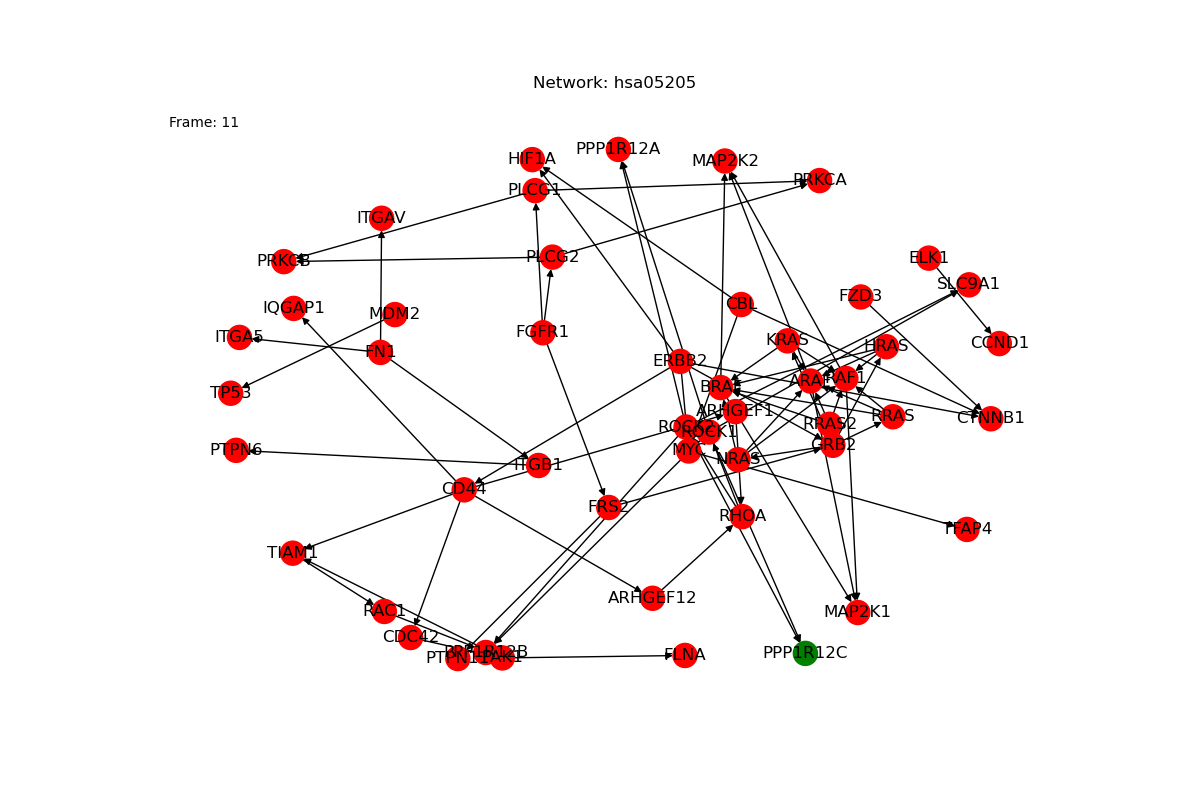 Network: hsa05205
Frame: 11
PPP1R12A
HIF1A
MAP2K2
PRKCA
PLCG1
ITGAV
PLCG2
PRKCB
ELK1
SLC9A1
FZD3
CBL
IQGAP1
MDM2
FGFR1
ITGA5
KRAS
HRAS
CCND1
FN1
ERBB2
ARAF
RAF1
BRAF
TP53
ARHGEF1
RRAS
CTNNB1
RRAS2
ROCK2
ROCK1
GRB2
PTPN6
MYC
NRAS
ITGB1
CD44
FRS2
RHOA
TFAP4
TIAM1
ARHGEF12
RAC1
MAP2K1
CDC42
PPP1R12B
PTPN11
PAK1
FLNA
PPP1R12C